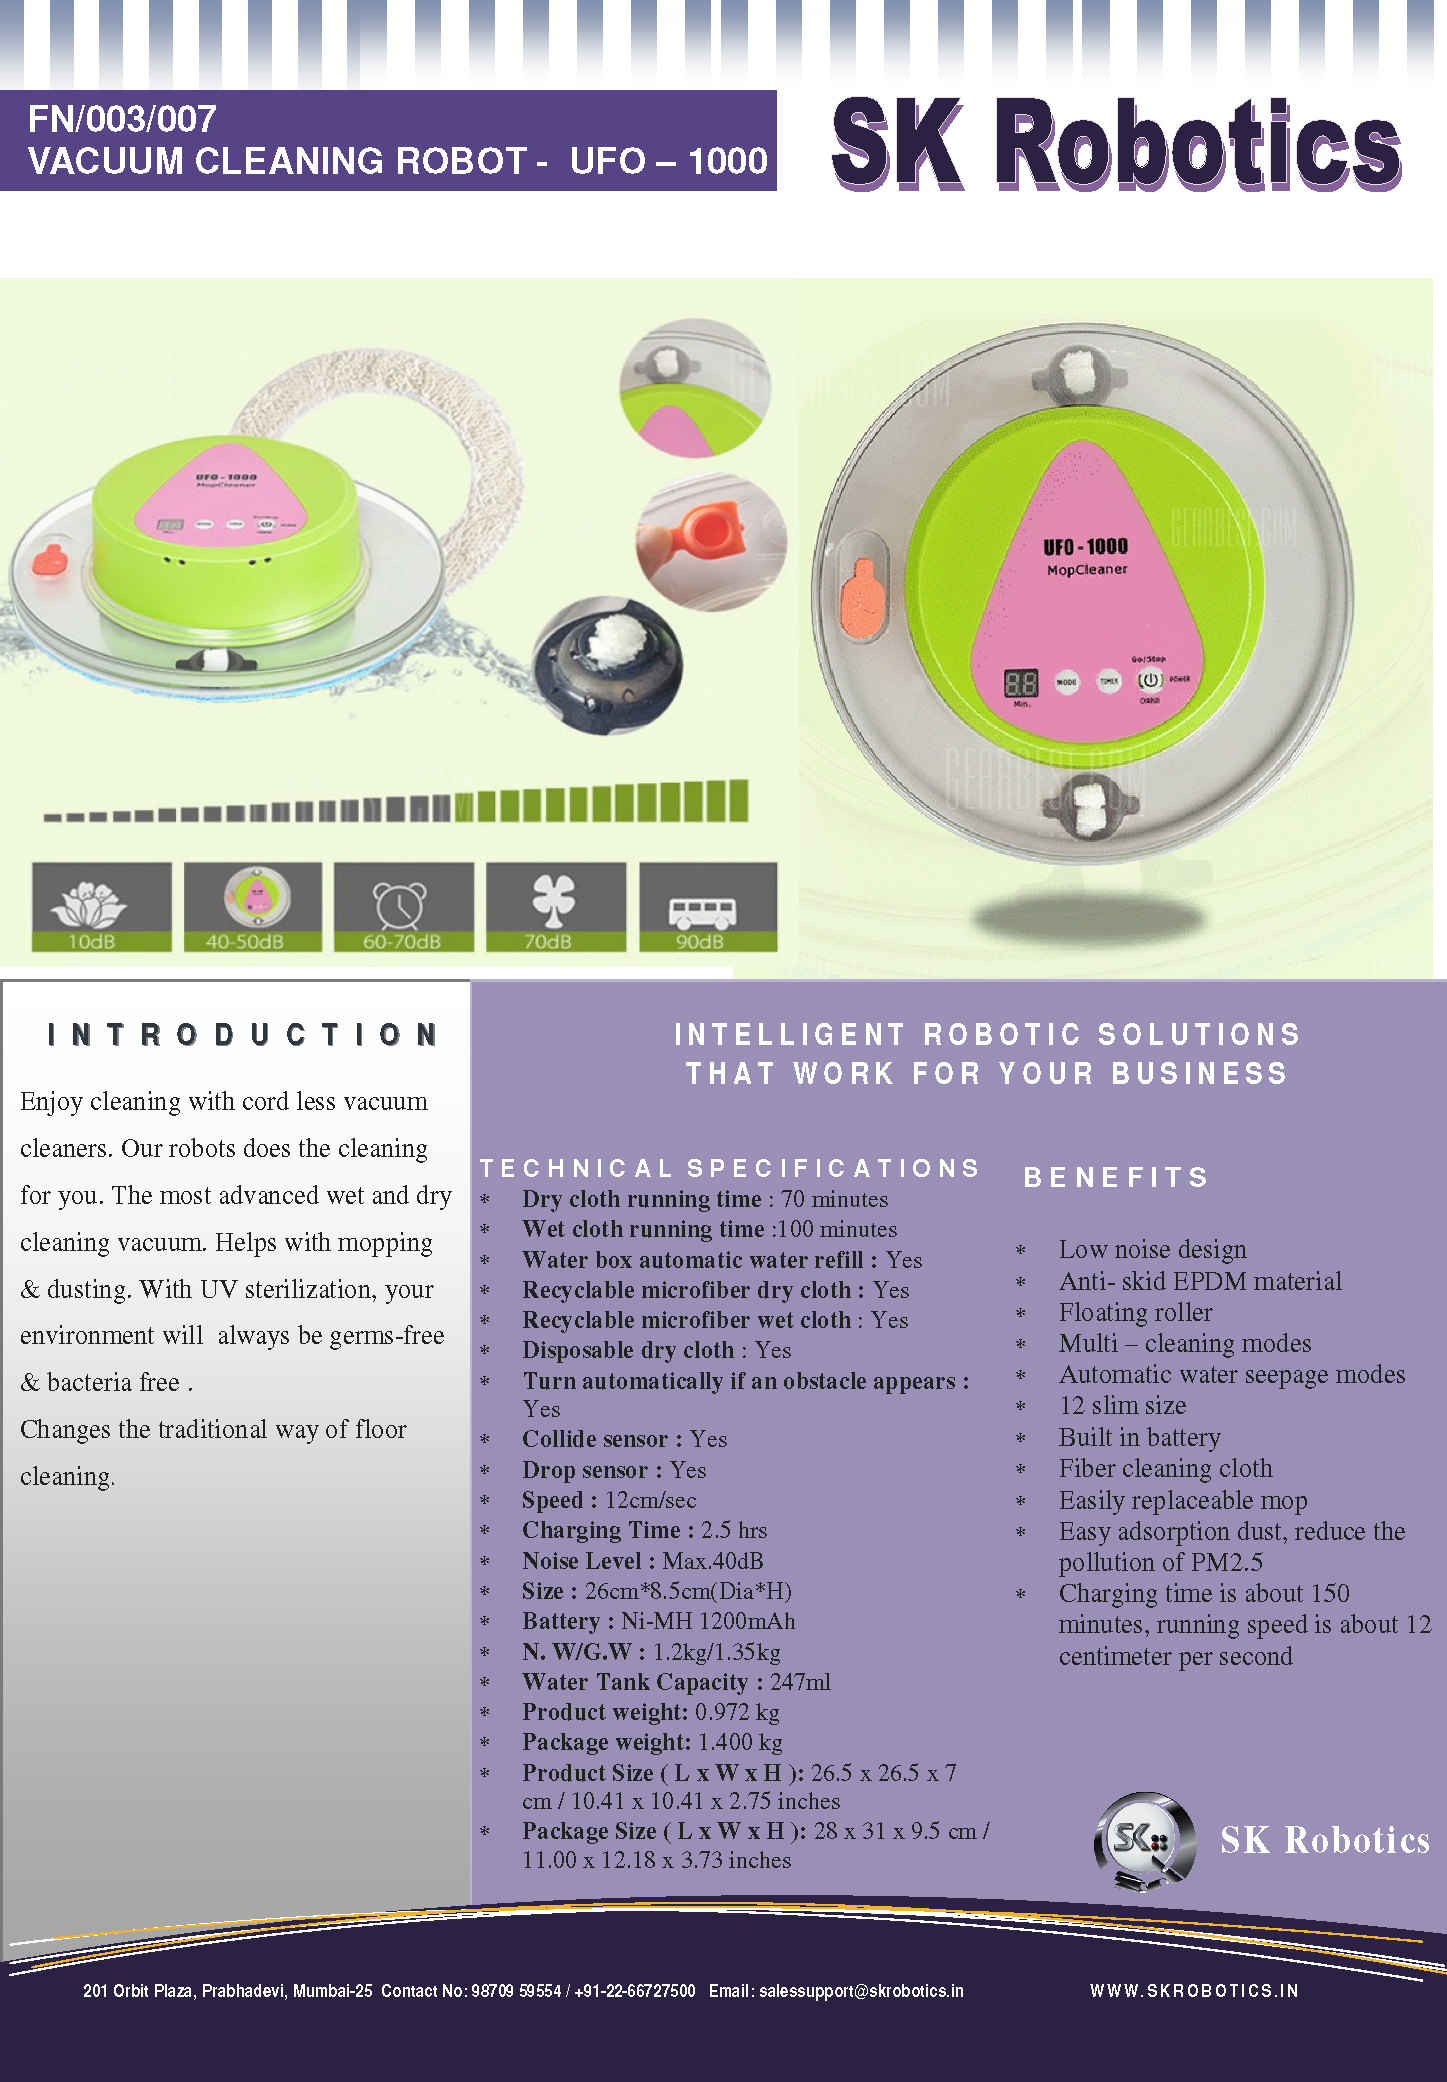 FN/003/007
VACUUM CLEANING ROBOT -  UFO – 1000
SK Robotics
GEARBEST.COM
UFO - 1000
MopCleaner
UFO - 1000
MopCleaner
GEARBEST.COM
Go/Stop
88
MODE
TIMER
POWER
Min.
CHARGE
GEARBEST.COM
10dB
40-50dB
60-70dB
70dB
90dB
INTRODUCTION
Enjoy cleaning with cord less vacuum
cleaners. Our robots does the cleaning
for you. The most advanced wet and dry
cleaning vacuum. Helps with mopping
& dusting. With UV sterilization, your
environment will  always be germs-free
& bacteria free .
Changes the traditional way of floor
cleaning.
INTELLIGENT ROBOTIC SOLUTIONS
THAT WORK FOR YOUR BUSINESS
TECHNICAL SPECIFICATIONS
* Dry cloth running time : 70 minutes
* Wet cloth running time :100 minutes
* Water box automatic water refill : Yes
* Recyclable microfiber dry cloth : Yes
* Recyclable microfiber wet cloth : Yes
* Disposable dry cloth : Yes
* Turn automatically if an obstacle appears :
Yes
* Collide sensor : Yes
* Drop sensor : Yes
* Speed : 12cm/sec
* Charging Time : 2.5 hrs
* Noise Level : Max.40dB
* Size : 26cm*8.5cm(Dia*H)
* Battery : Ni-MH 1200mAh
* N. W/G.W : 1.2kg/1.35kg
* Water Tank Capacity : 247ml
* Product weight: 0.972 kg
* Package weight: 1.400 kg
* Product Size ( L x W x H ): 26.5 x 26.5 x 7
cm / 10.41 x 10.41 x 2.75 inches
* Package Size ( L x W x H ): 28 x 31 x 9.5 cm /
11.00 x 12.18 x 3.73 inches
BENEFITS
* Low noise design
* Anti- skid EPDM material
* Floating roller
* Multi – cleaning modes
* Automatic water seepage modes
* 12 slim size
* Built in battery
* Fiber cleaning cloth
* Easily replaceable mop
* Easy adsorption dust, reduce the
pollution of PM2.5
* Charging time is about 150
minutes, running speed is about 12
centimeter per second
SK
SK Robotics
201 Orbit Plaza, Prabhadevi, Mumbai-25  Contact No: 98709 59554 / +91-22-66727500   Email: salessupport@skrobotics.in
WWW.SKROBOTICS.IN